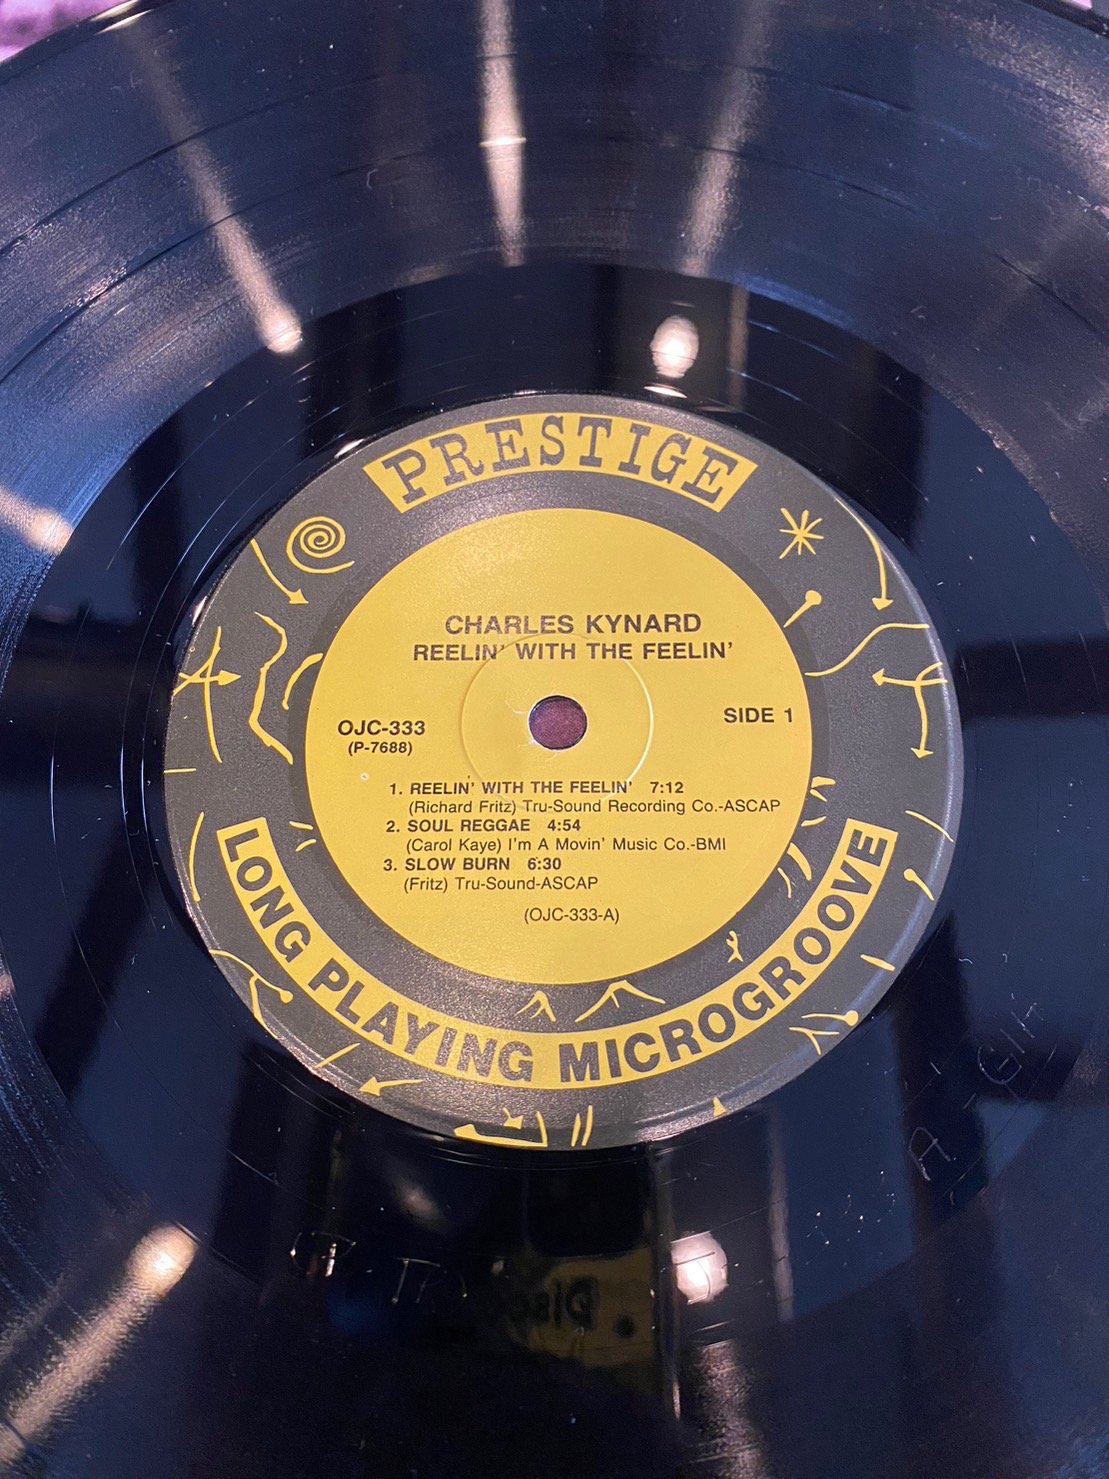 PRESTIGE
CHARLES KYNARD
REELIN' WITH THE FEELIN'
OJC-333
(P-7688)
SIDE 1
1. REELIN' WITH THE FEELIN' 7:12
(Richard Fritz) Tru-Sound Recording Co.-ASCAP
2. SOUL REGGAE 4:54
(Carol Kaye) I'm A Movin' Music Co.-BMI
3. SLOW BURN 6:30
(Fritz) Tru-Sound-ASCAP
(OJC-333-A)
LONG PLAYING MICROGROOVE